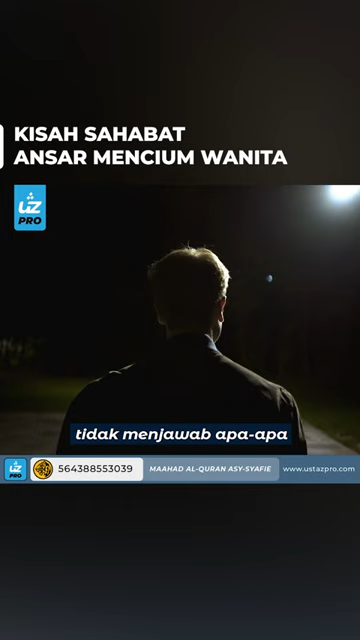 KISAH SAHABAT
ANSAR MENCIUM WANITA
UZ
PRO
tidak menjawab apa-apa
UZ
PRO
564388553039
MAAHAD AL-QURAN ASY-SYAFIE
www.ustazpro.com